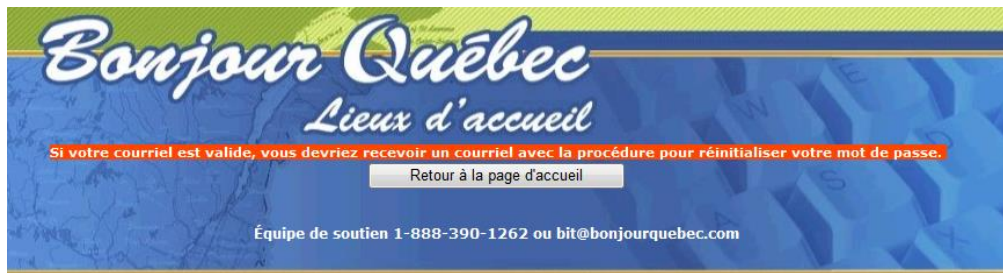 Bonjour Québec
Lieux d'accueil
Si votre courriel est valide, vous devriez recevoir un courriel avec la procédure pour réinitialiser votre mot de passe.
Retour à la page d'accueil
Équipe de soutien 1-888-390-1262 ou bit@bonjourquebec.com